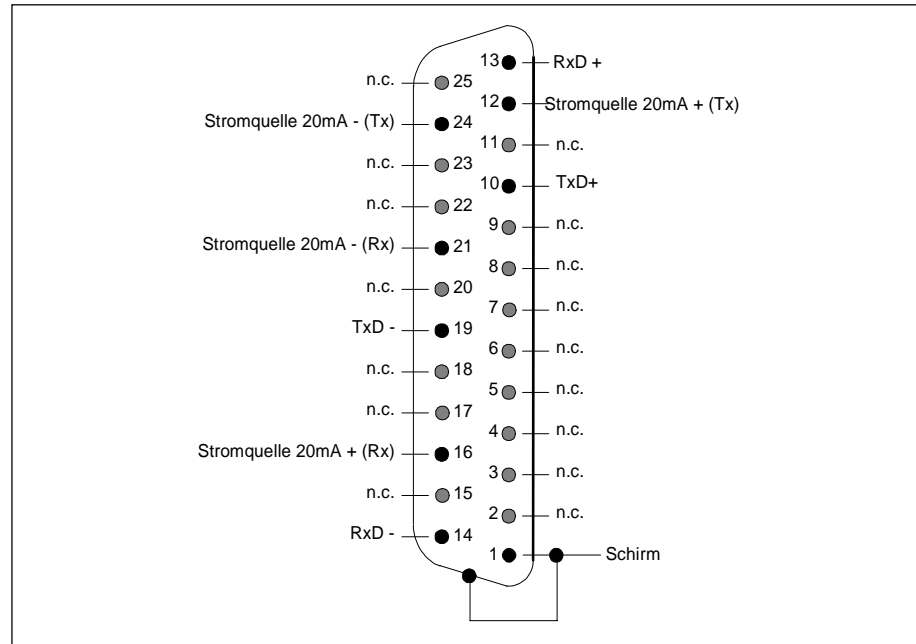 13 RxD +
n.c. 25
12 Stromquelle 20mA + (Tx)
Stromquelle 20mA - (Tx) 24
11 n.c.
n.c. 23
10 TxD+
n.c. 22
9 n.c.
Stromquelle 20mA - (Rx) 21
8 n.c.
n.c. 20
7 n.c.
TxD - 19
6 n.c.
n.c. 18
5 n.c.
n.c. 17
4 n.c.
Stromquelle 20mA + (Rx) 16
3 n.c.
n.c. 15
2 n.c.
RxD - 14
1 Schirm